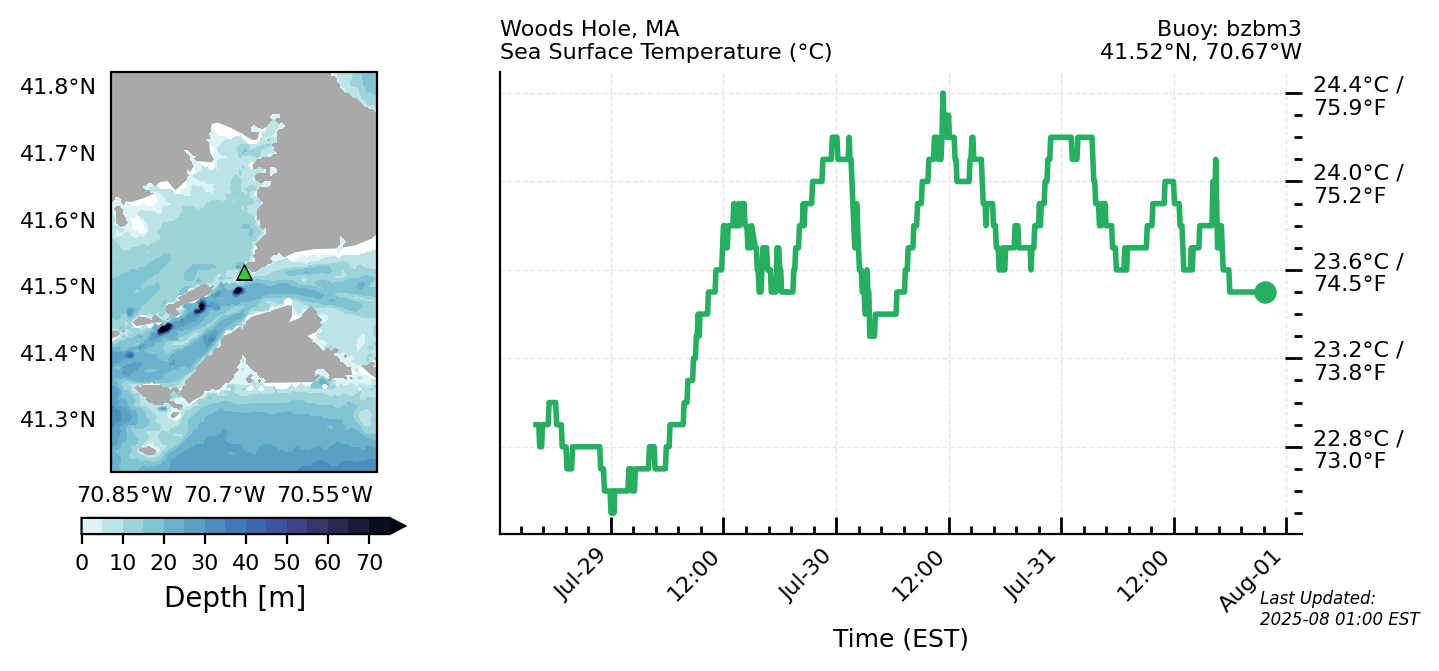 Woods Hole, MA
Sea Surface Temperature (°C)
Buoy: bzbm3
41.52°N, 70.67°W
41.8°N
41.7°N
41.6°N
41.5°N
41.4°N
41.3°N
70.85°W 70.7°W 70.55°W
0 10 20 30 40 50 60 70
Depth [m]
24.4°C /
75.9°F
24.0°C /
75.2°F
23.6°C /
74.5°F
23.2°C /
73.8°F
22.8°C /
73.0°F
Jul-29 12:00 Jul-30 12:00 Jul-31 12:00 Aug-01
Time (EST)
Last Updated:
2025-08 01:00 EST